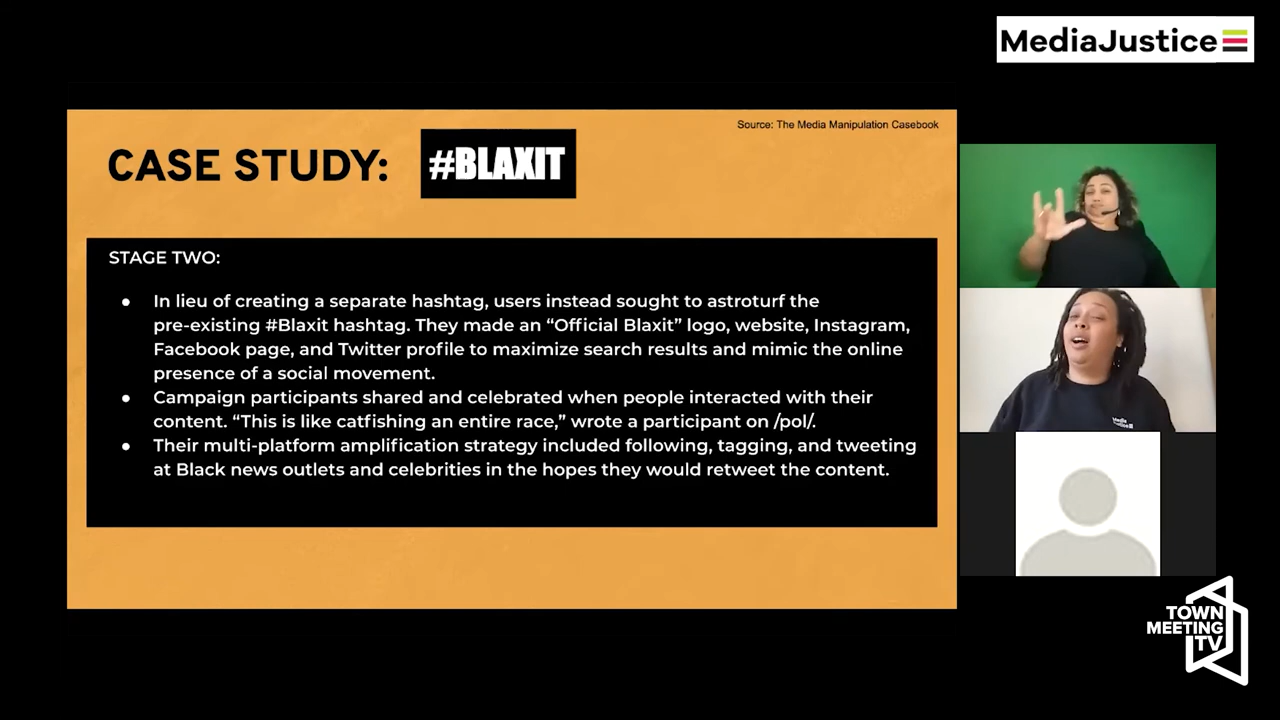 MediaJustice
Source: The Media Manipulation Casebook
CASE STUDY: #BLAXIT
STAGE TWO:
● In lieu of creating a separate hashtag, users instead sought to astroturf the
pre-existing #Blaxit hashtag. They made an “Official Blaxit” logo, website, Instagram,
Facebook page, and Twitter profile to maximize search results and mimic the online
presence of a social movement.
● Campaign participants shared and celebrated when people interacted with their
content. “This is like catfishing an entire race,” wrote a participant on /pol/.
● Their multi-platform amplification strategy included following, tagging, and tweeting
at Black news outlets and celebrities in the hopes they would retweet the content.
Media
Justice
TOWN
MEETING
TV